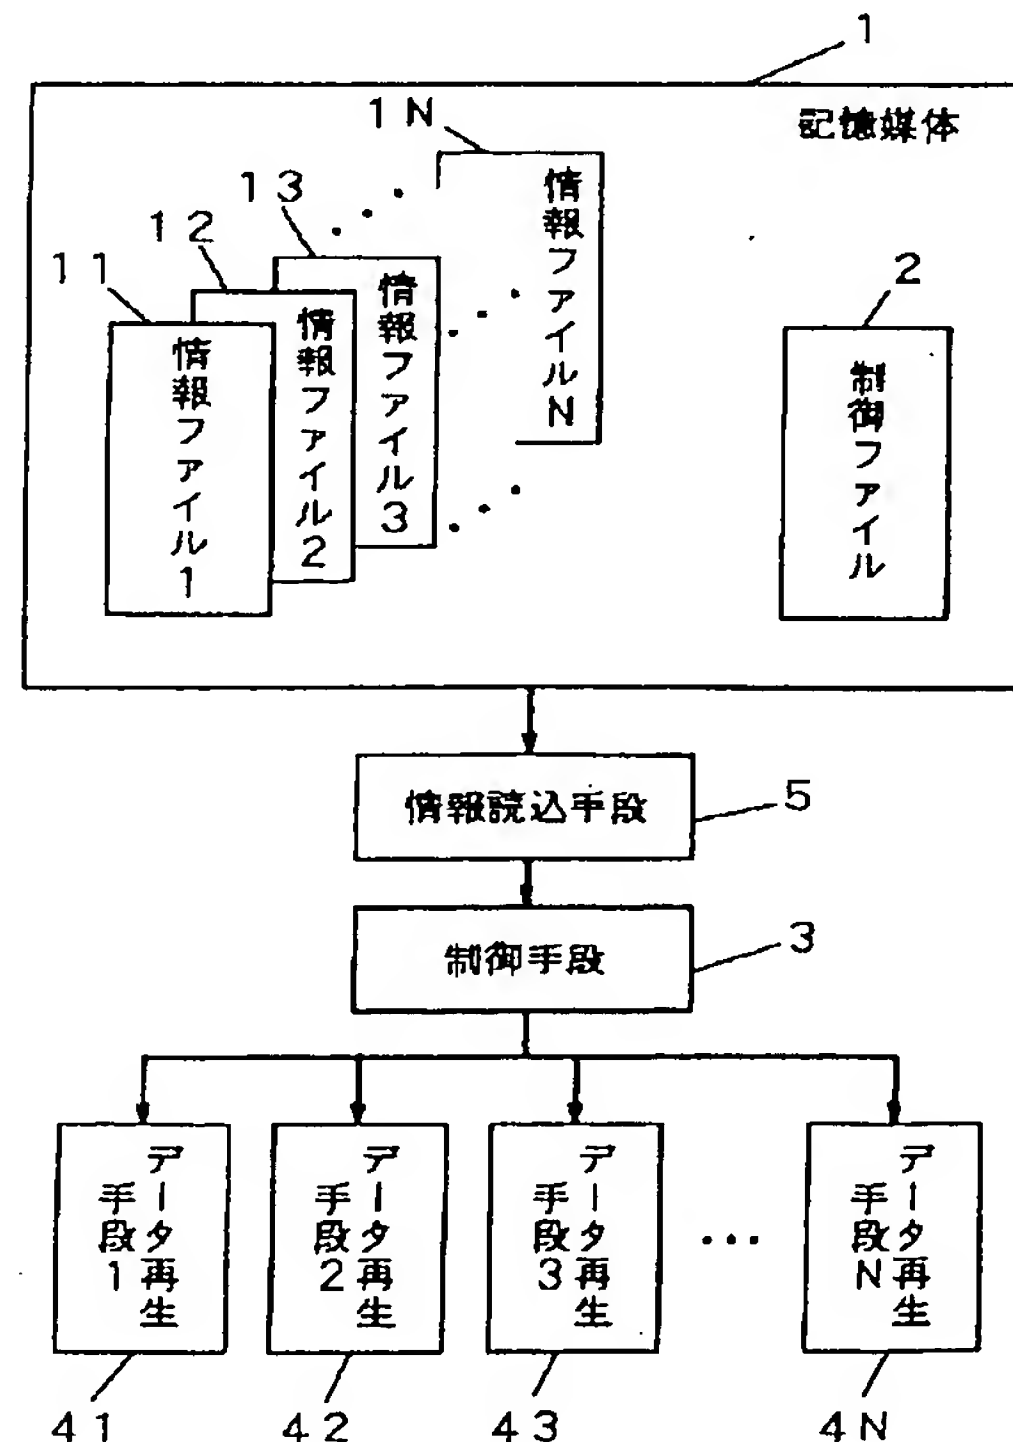 1
記憶媒体
1N
13
12
11
2
情報ファイルN
情報ファイル3
情報ファイル2
情報ファイル1
制御ファイル
情報読込手段
5
制御手段
3
データ再生
手段1
データ再生
手段2
データ再生
手段3
データ再生
手段N
41
42
43
4N